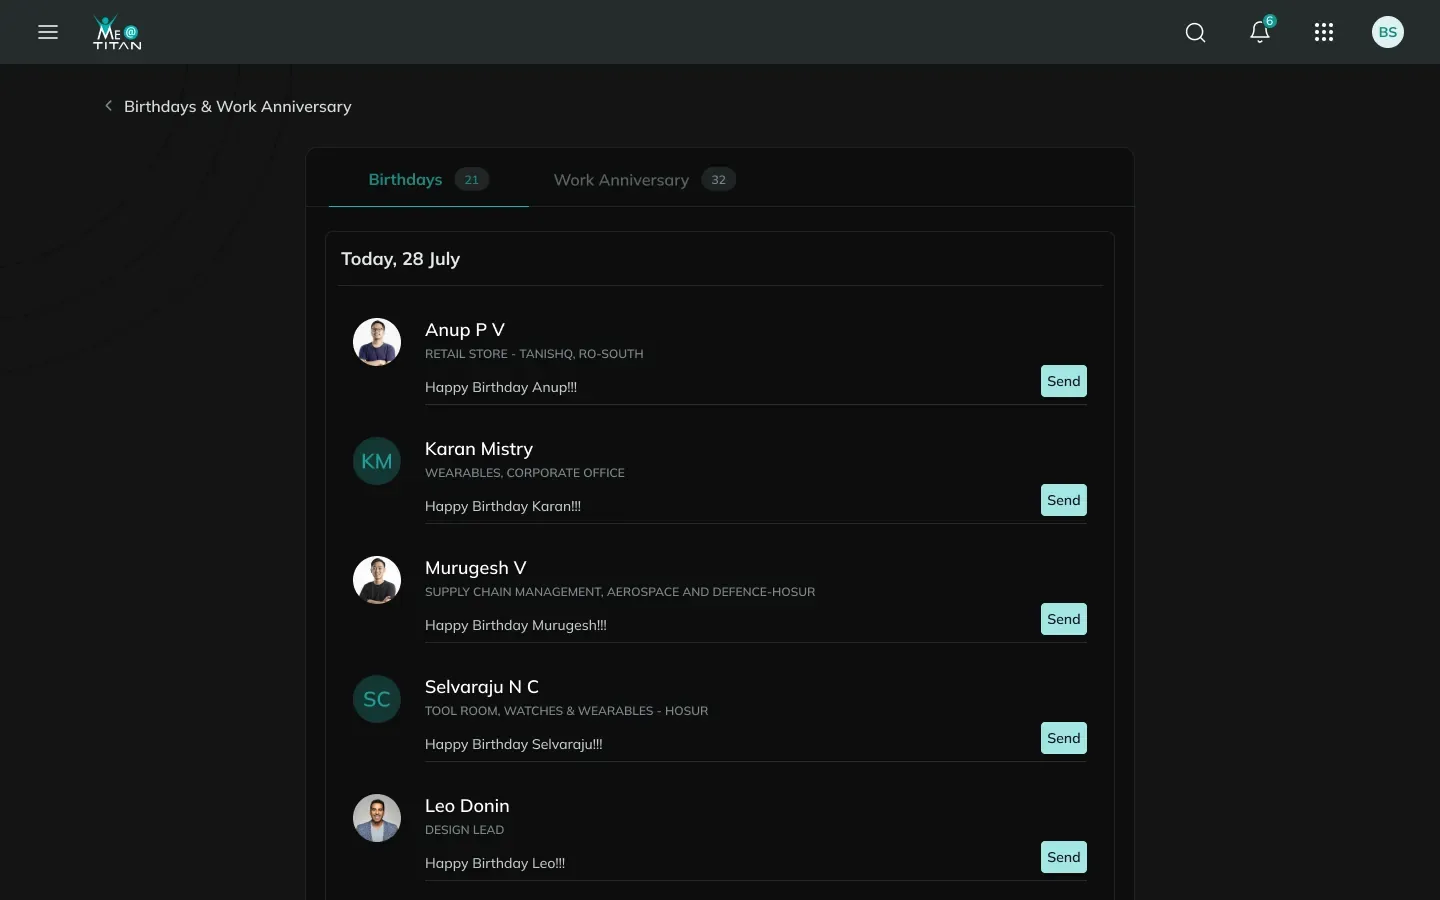 ME @
TITAN
6
BS
Birthdays & Work Anniversary
Birthdays 21
Work Anniversary 32
Today, 28 July
Anup P V
RETAIL STORE - TANISHQ, RO-SOUTH
Happy Birthday Anup!!!
Send
KM
Karan Mistry
WEARABLES, CORPORATE OFFICE
Happy Birthday Karan!!!
Send
Murugesh V
SUPPLY CHAIN MANAGEMENT, AEROSPACE AND DEFENCE-HOSUR
Happy Birthday Murugesh!!!
Send
SC
Selvaraju N C
TOOL ROOM, WATCHES & WEARABLES - HOSUR
Happy Birthday Selvaraju!!!
Send
Leo Donin
DESIGN LEAD
Happy Birthday Leo!!!
Send